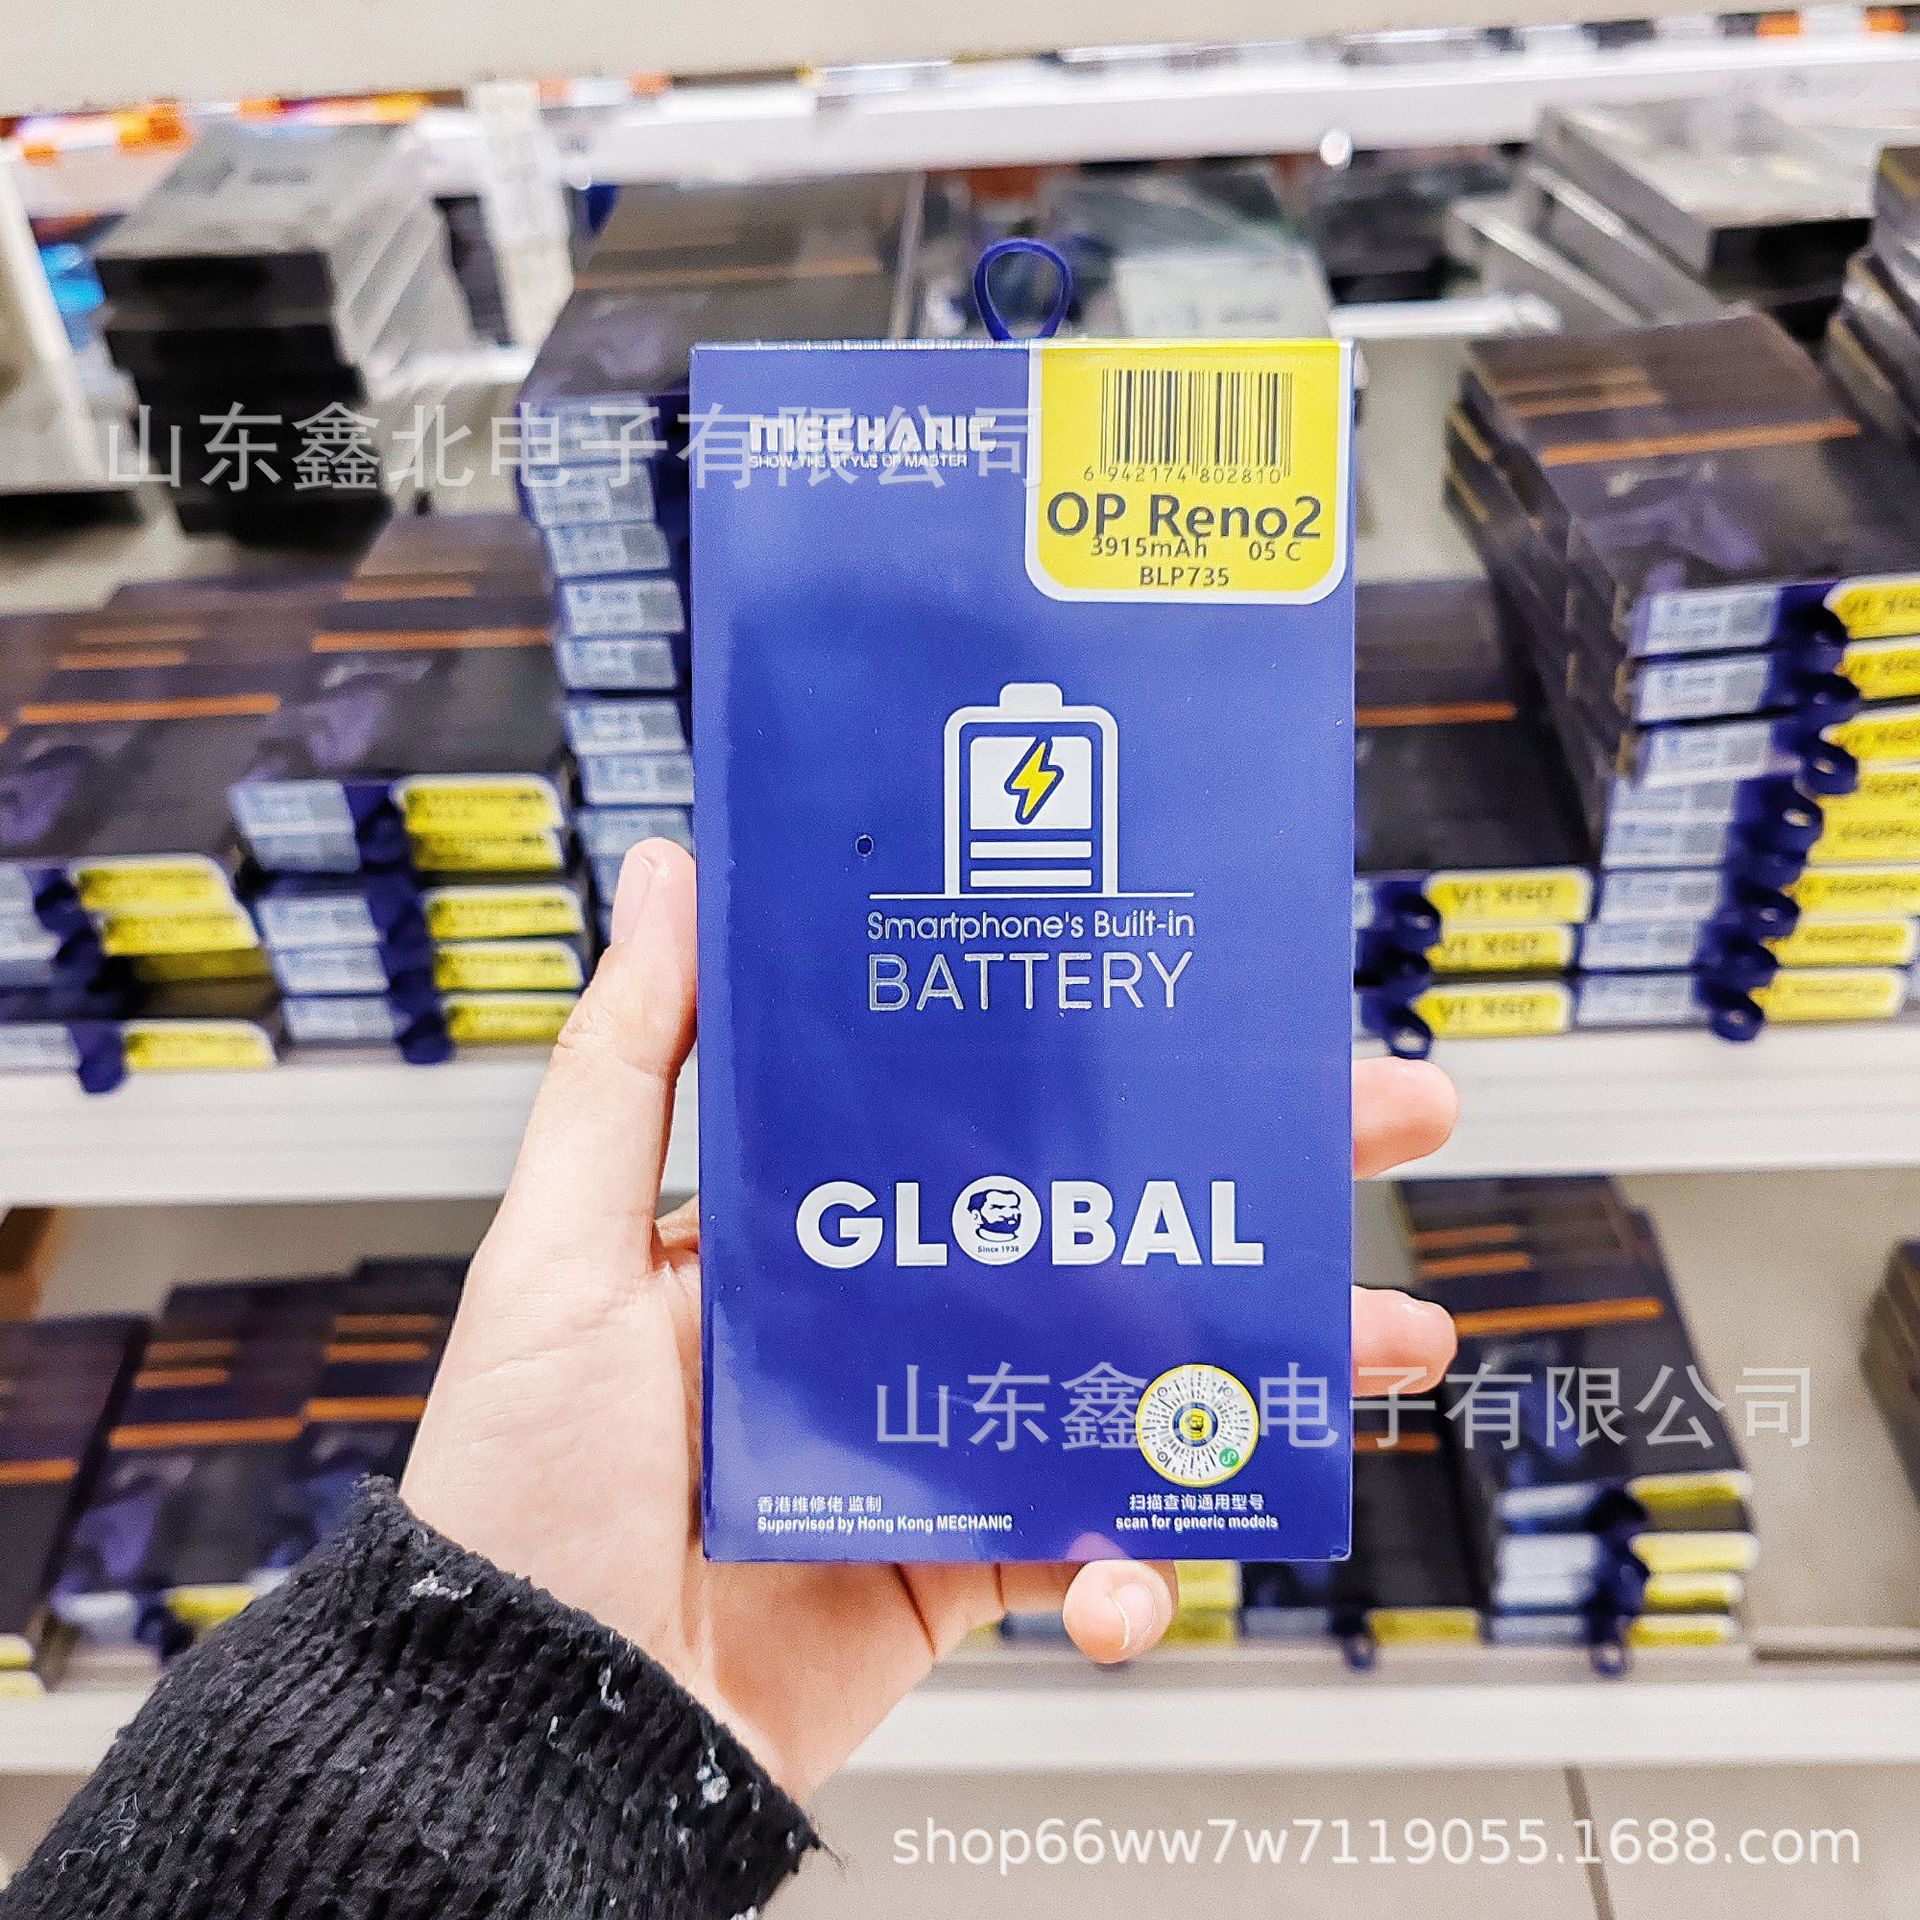 山东鑫北电子有限公司
MECHANIC
SHOW THE STYLE OF MASTER
6 942174 802810
OP Reno2
3915mAh 05 C
BLP735
Smartphone's Built-in
BATTERY
GLOBAL
Since 1938
山东鑫北电子有限公司
香港维修佬 监制
Supervised by Hong Kong MECHANIC
扫描查询通用型号
scan for generic models
shop66ww7w7119055.1688.com